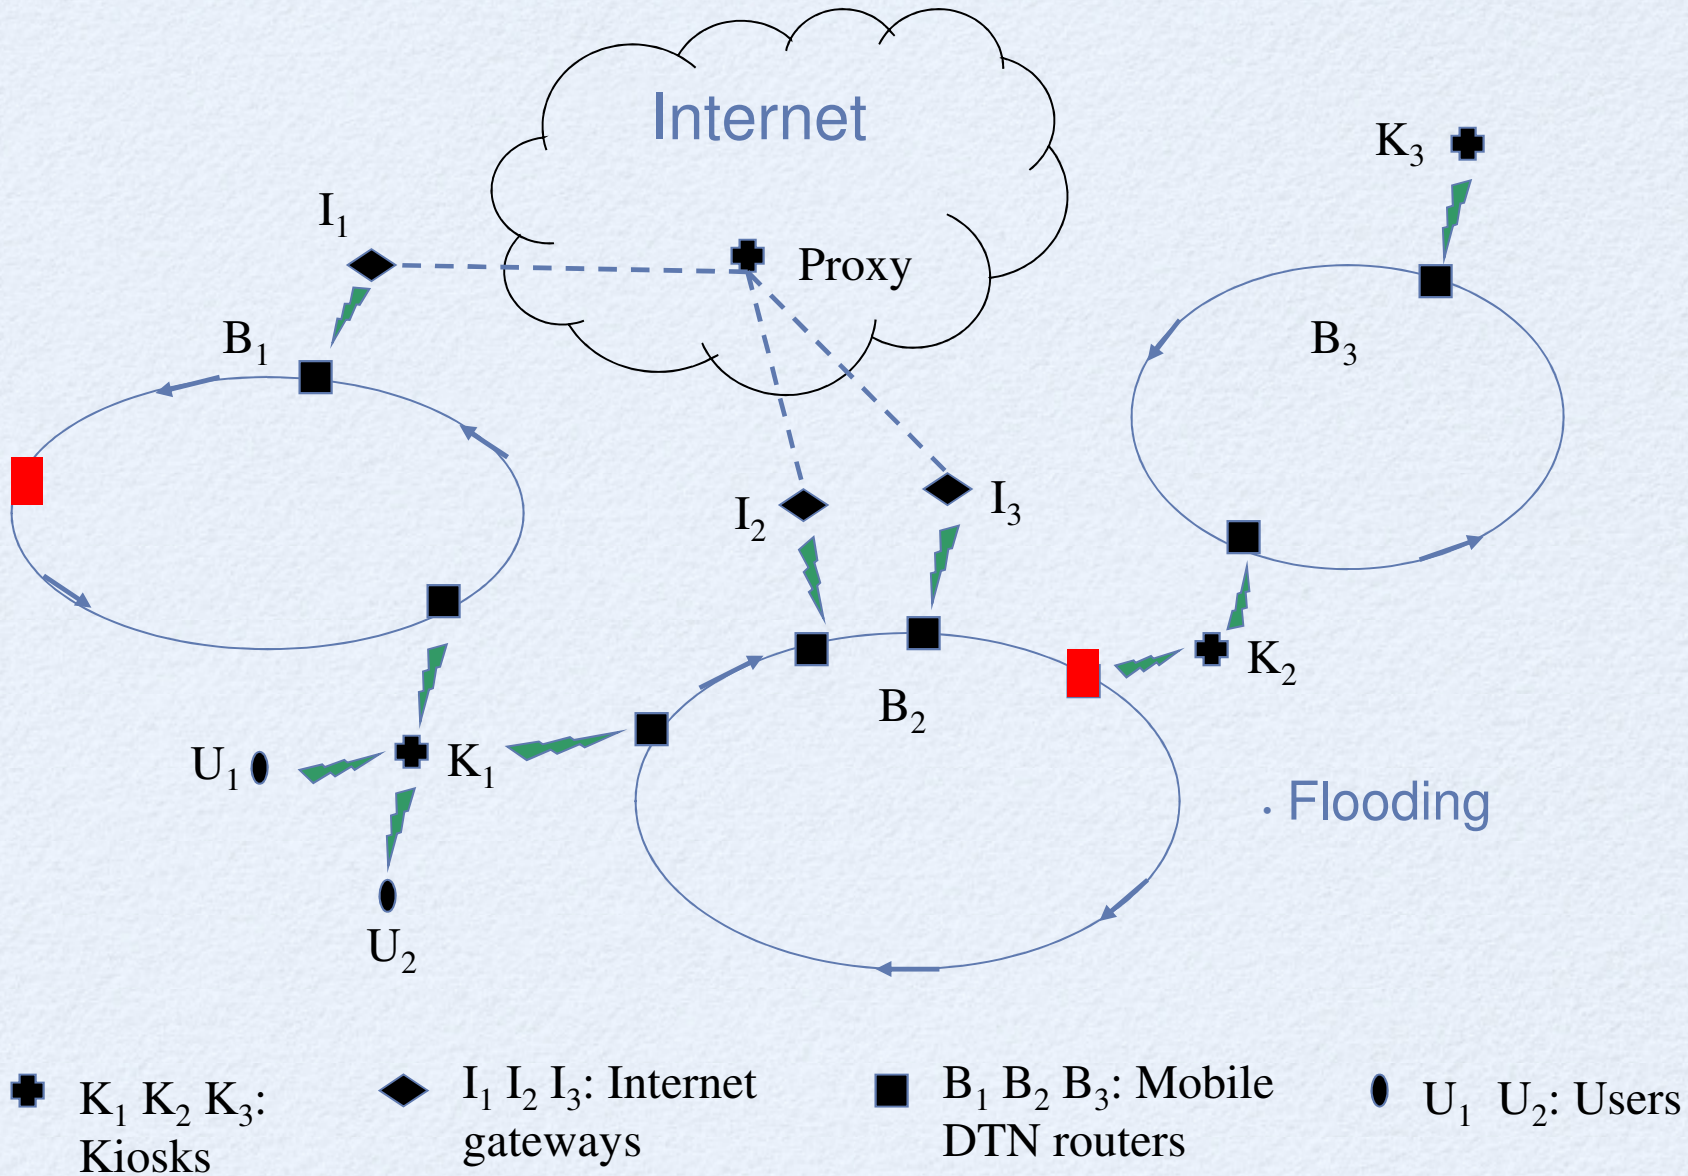 Internet
K3
I1
Proxy
B1
B3
I2
I3
K2
B2
U1
K1
. Flooding
U2
K1 K2 K3:
Kiosks
I1 I2 I3: Internet
gateways
B1 B2 B3: Mobile
DTN routers
U1 U2: Users